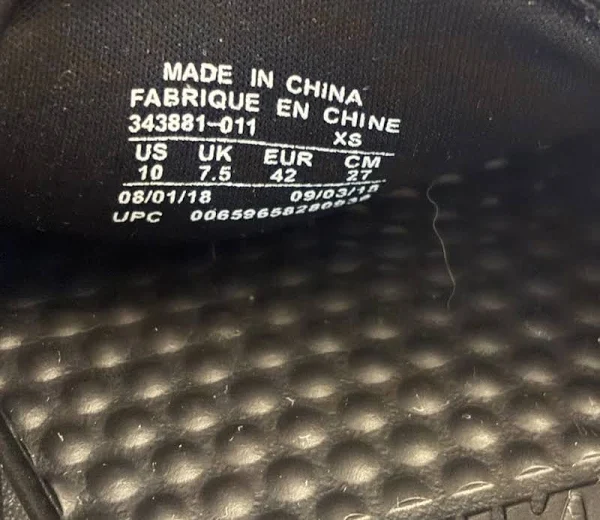 MADE IN CHINA
FABRIQUE EN CHINE
343881-011 XS
US UK EUR CM
10 7.5 42 27
08/01/18 09/03/18
UPC